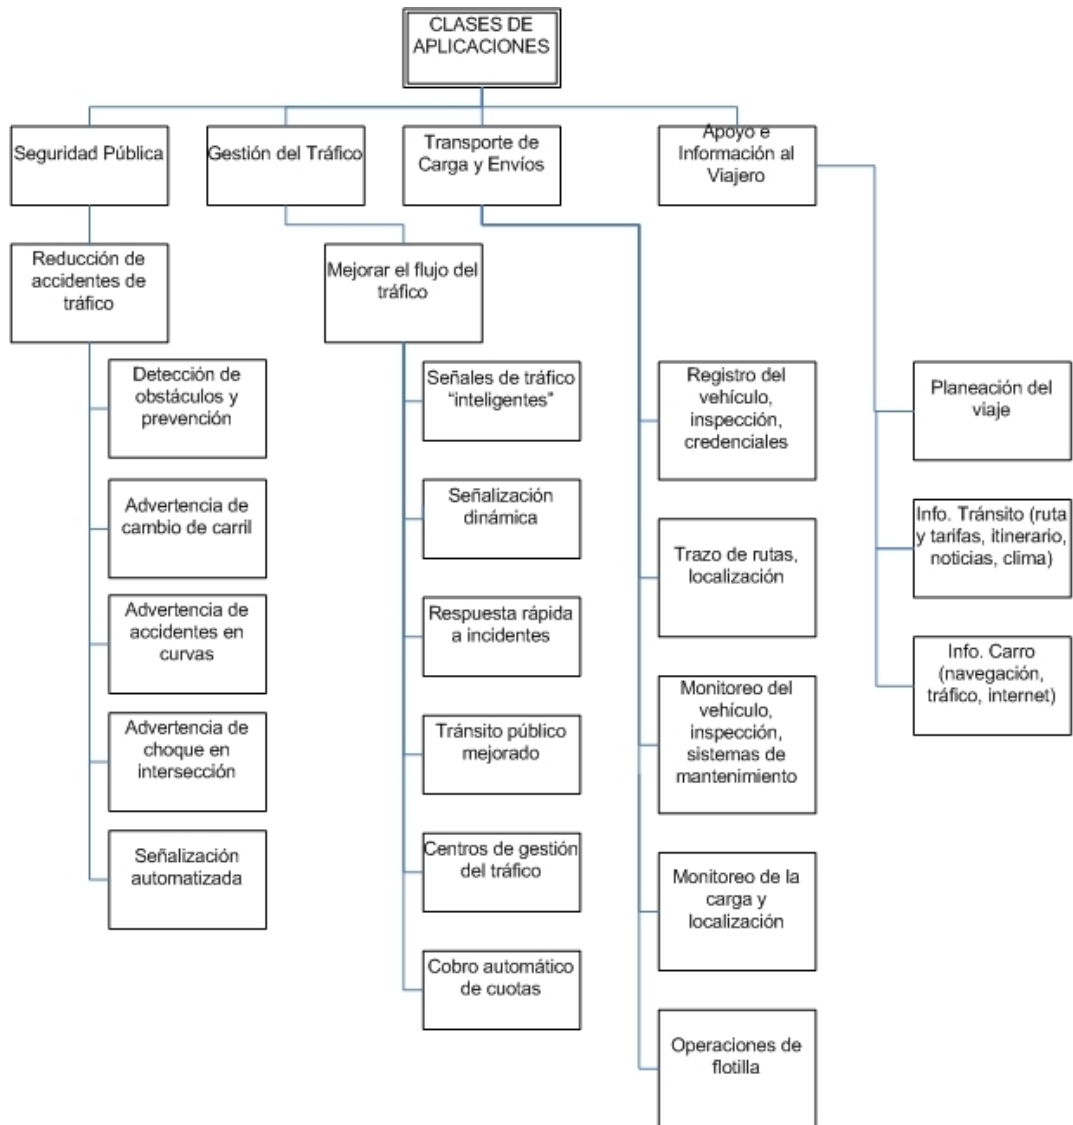 CLASES DE
APLICACIONES
Seguridad Pública
Gestión del Tráfico
Transporte de
Carga y Envíos
Apoyo e
Información al
Viajero
Reducción de
accidentes de
tráfico
Mejorar el flujo del
tráfico
Detección de
obstáculos y
prevención
Advertencia de
cambio de carril
Advertencia de
accidentes en
curvas
Advertencia de
choque en
intersección
Señalización
automatizada
Señales de tráfico
“inteligentes”
Señalización
dinámica
Respuesta rápida
a incidentes
Tránsito público
mejorado
Centros de gestión
del tráfico
Cobro automático
de cuotas
Registro del
vehículo,
inspección,
credenciales
Trazo de rutas,
localización
Monitoreo del
vehículo,
inspección,
sistemas de
mantenimiento
Monitoreo de la
carga y
localización
Operaciones de
flotilla
Planeación del
viaje
Info. Tránsito (ruta
y tarifas, itinerario,
noticias, clima)
Info. Carro
(navegación,
tráfico, internet)